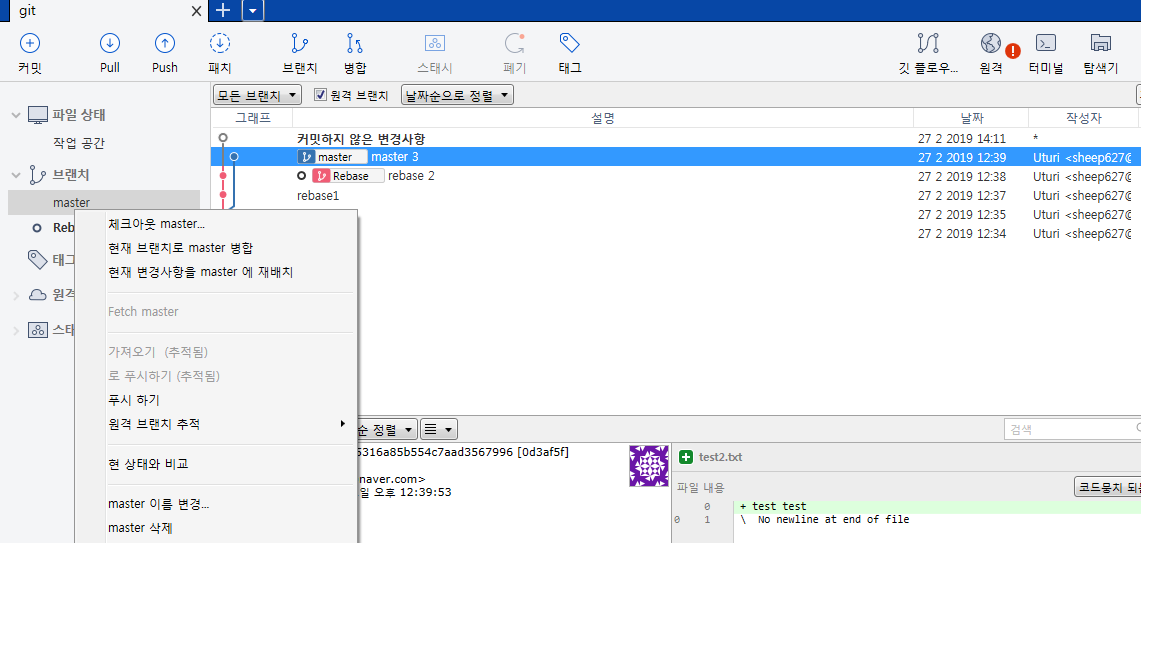 git
커밋
Pull
Push
패치
브랜치
병합
스태시
폐기
태그
깃 플로우...
원격
터미널
탐색기
모든 브랜치
원격 브랜치
날짜순으로 정렬
그래프
설명
날짜
작성자
커밋하지 않은 변경사항
27 2 2019 14:11
*
master
master 3
27 2 2019 12:39
Uturi <sheep627@
Rebase
rebase 2
27 2 2019 12:38
Uturi <sheep627@
rebase1
27 2 2019 12:37
Uturi <sheep627@
27 2 2019 12:35
Uturi <sheep627@
27 2 2019 12:34
Uturi <sheep627@
파일 상태
작업 공간
브랜치
master
Reb
태그
원격
스태
체크아웃 master...
현재 브랜치로 master 병합
현재 변경사항을 master 에 재배치
Fetch master
가져오기 (추적됨)
로 푸시하기 (추적됨)
푸시 하기
원격 브랜치 추적
현 상태와 비교
master 이름 변경...
master 삭제
순 정렬
검색
5316a85b554c7aad3567996 [0d3af5f]
naver.com>
일 오후 12:39:53
test2.txt
파일 내용
코드뭉치 되
0
+ test test
0 1
\ No newline at end of file